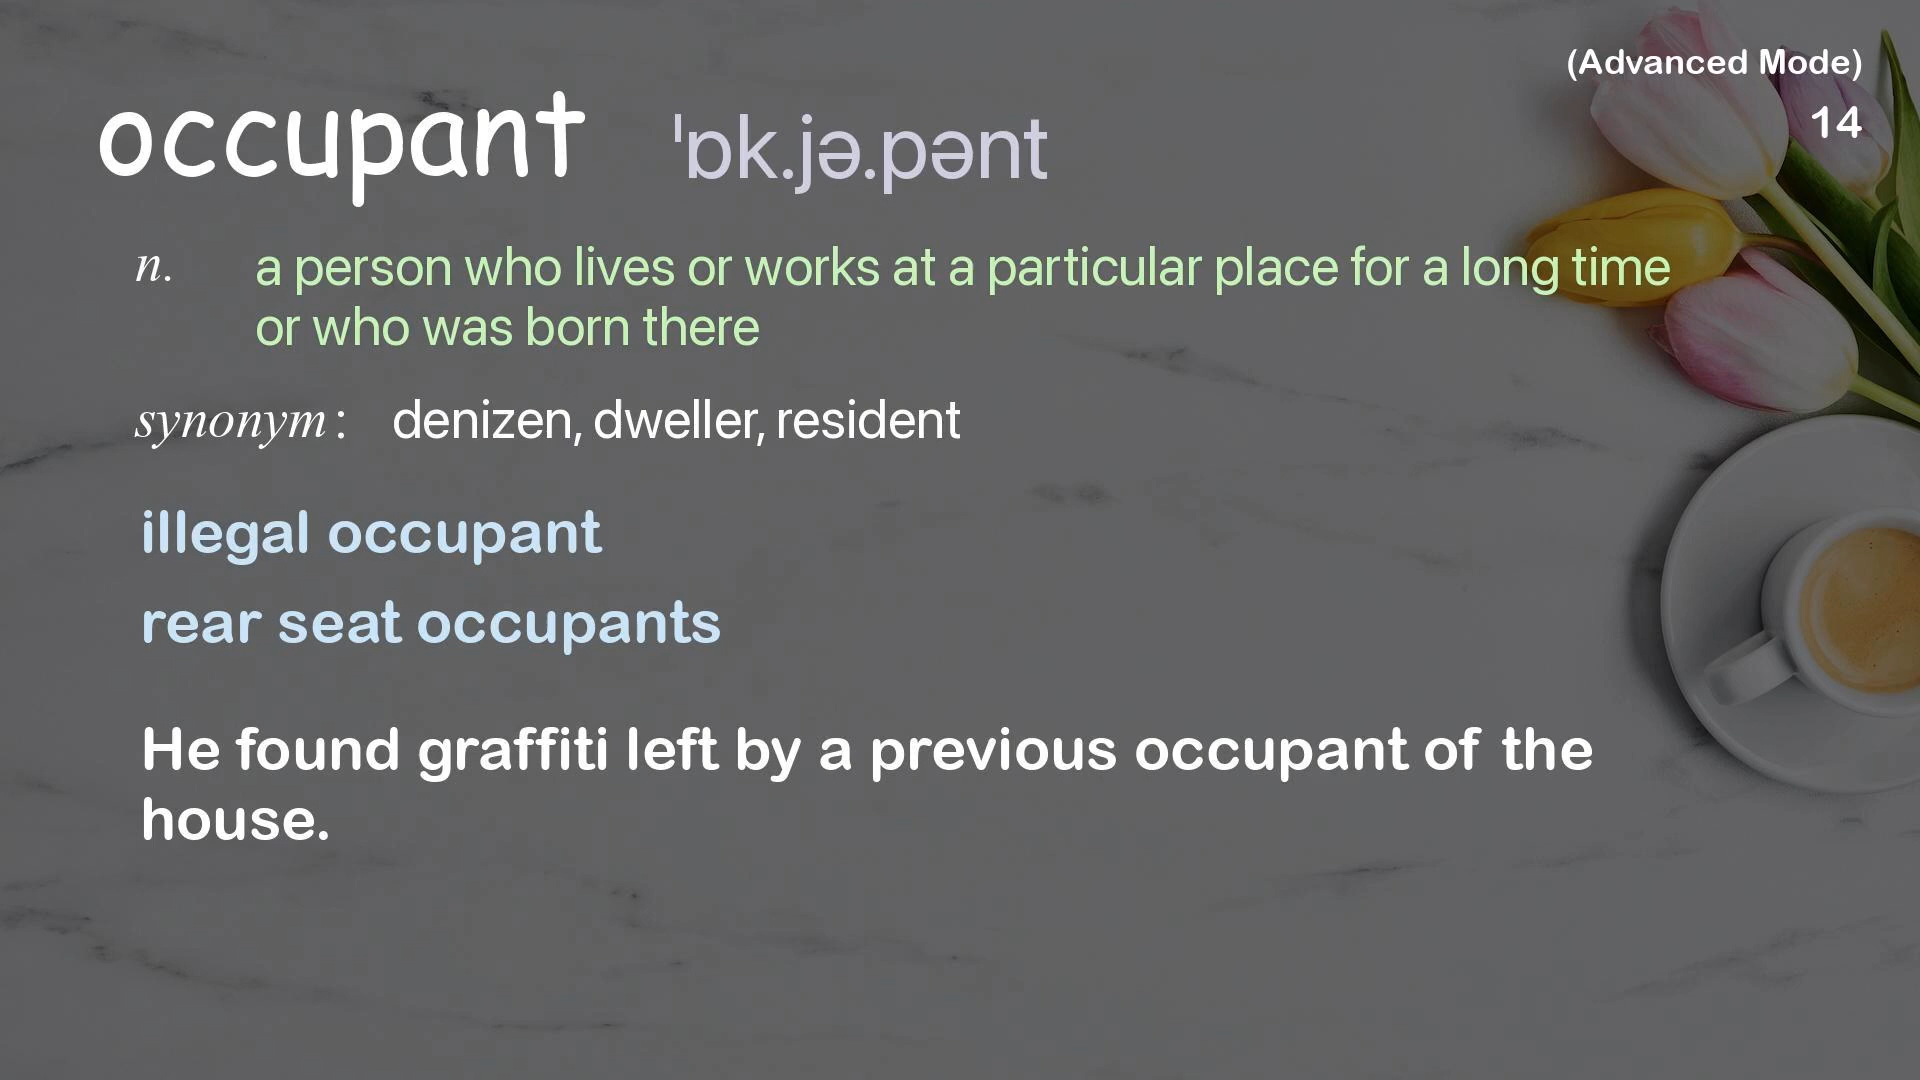 (Advanced Mode)
14
occupant ˈɒk.jə.pənt
n. a person who lives or works at a particular place for a long time
or who was born there
synonym: denizen, dweller, resident
illegal occupant
rear seat occupants
He found graffiti left by a previous occupant of the
house.